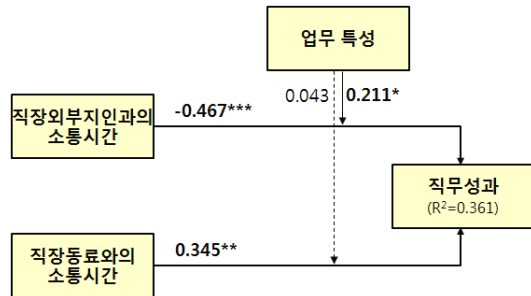 업무 특성
0.043
0.211*
직장외부지인과의
소통시간
-0.467***
직무성과
(R²=0.361)
직장동료와의
소통시간
0.345**